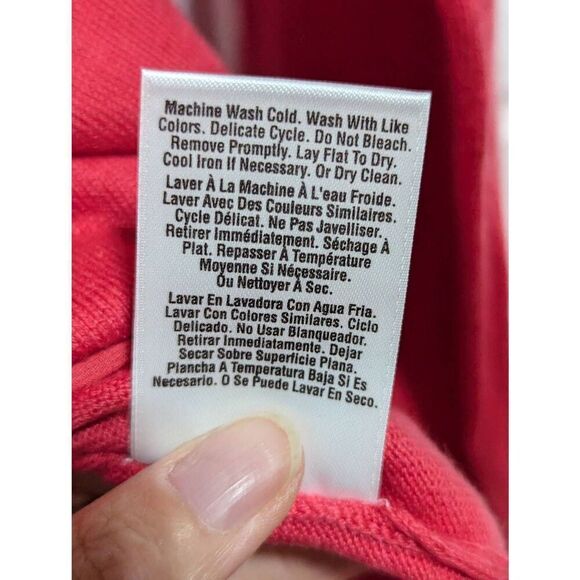 Machine Wash Cold. Wash With Like
Colors. Delicate Cycle. Do Not Bleach.
Remove Promptly. Lay Flat To Dry.
Cool Iron If Necessary. Or Dry Clean.
Laver À La Machine À L'eau Froide.
Laver Avec Des Couleurs Similaires.
Cycle Délicat. Ne Pas Javelliser.
Retirer Immédiatement. Séchage À
Plat. Repasser À Température
Moyenne Si Nécessaire.
Ou Nettoyer À Sec.
Lavar En Lavadora Con Agua Fria.
Lavar Con Colores Similares. Ciclo
Delicado. No Usar Blanqueador.
Retirar Inmediatamente. Dejar
Secar Sobre Superficie Plana.
Plancha A Temperatura Baja Si Es
Necesario. O Se Puede Lavar En Seco.